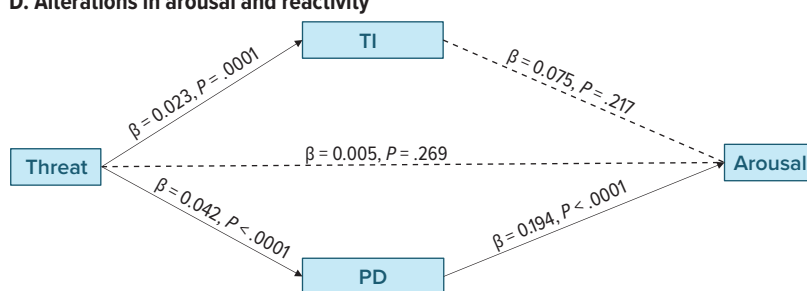 D. Alterations in arousal and reactivity
TI
β = 0.023, P = .0001
β = 0.075, P = .217
Threat
β = 0.005, P = .269
Arousal
β = 0.042, P < .0001
β = 0.194, P < .0001
PD